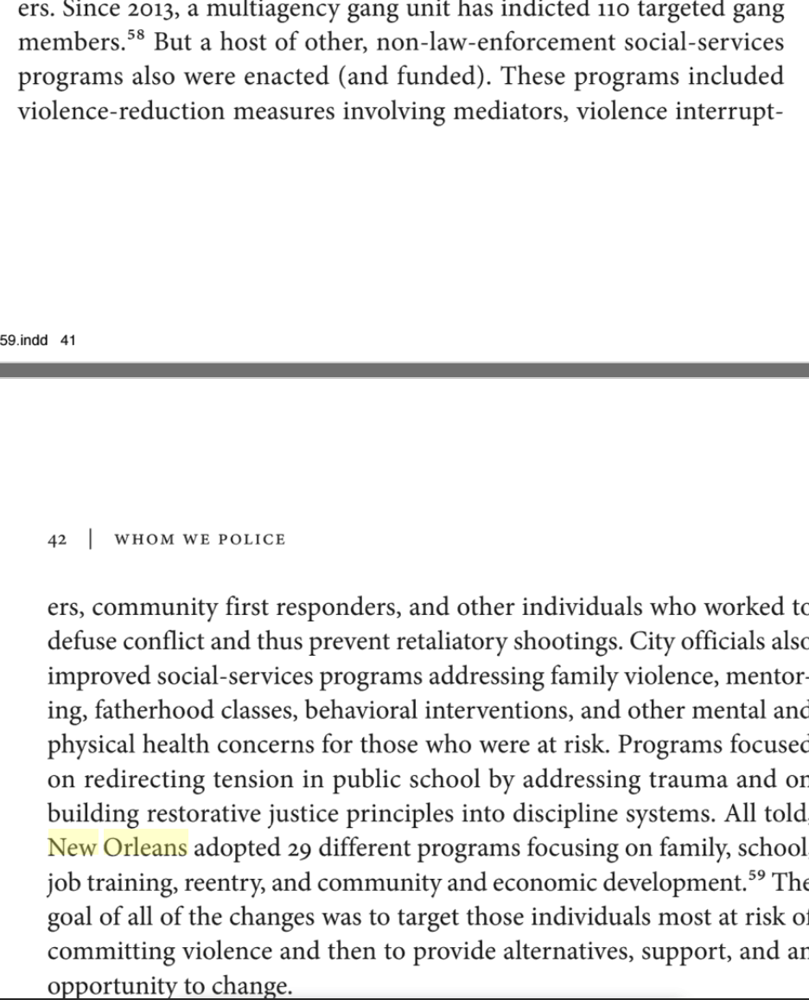 ers. Since 2013, a multiagency gang unit has indicted 110 targeted gang
members.58 But a host of other, non-law-enforcement social-services
programs also were enacted (and funded). These programs included
violence-reduction measures involving mediators, violence interrupt-
59.indd 41
42 | WHOM WE POLICE
ers, community first responders, and other individuals who worked to
defuse conflict and thus prevent retaliatory shootings. City officials also
improved social-services programs addressing family violence, mentor-
ing, fatherhood classes, behavioral interventions, and other mental and
physical health concerns for those who were at risk. Programs focused
on redirecting tension in public school by addressing trauma and on
building restorative justice principles into discipline systems. All told,
New Orleans adopted 29 different programs focusing on family, school,
job training, reentry, and community and economic development.59 The
goal of all of the changes was to target those individuals most at risk of
committing violence and then to provide alternatives, support, and an
opportunity to change.